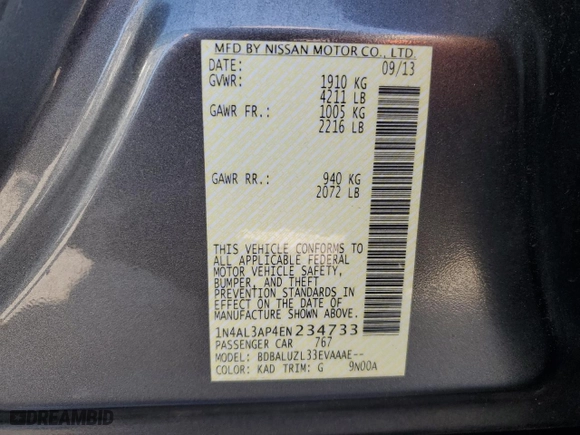 MFD BY NISSAN MOTOR CO., LTD.
DATE: 09/13
GVWR: 1910 KG
4211 LB
GAWR FR.: 1005 KG
2216 LB
GAWR RR.: 940 KG
2072 LB
THIS VEHICLE CONFORMS TO
ALL APPLICABLE FEDERAL
MOTOR VEHICLE SAFETY,
BUMPER, AND THEFT
PREVENTION STANDARDS IN
EFFECT ON THE DATE OF
MANUFACTURE SHOWN ABOVE.
1N4AL3AP4EN234733
PASSENGER CAR 767
MODEL: BDBALUZL33EVAAAE--
COLOR: KAD TRIM: G 9N00A
DREAMBID